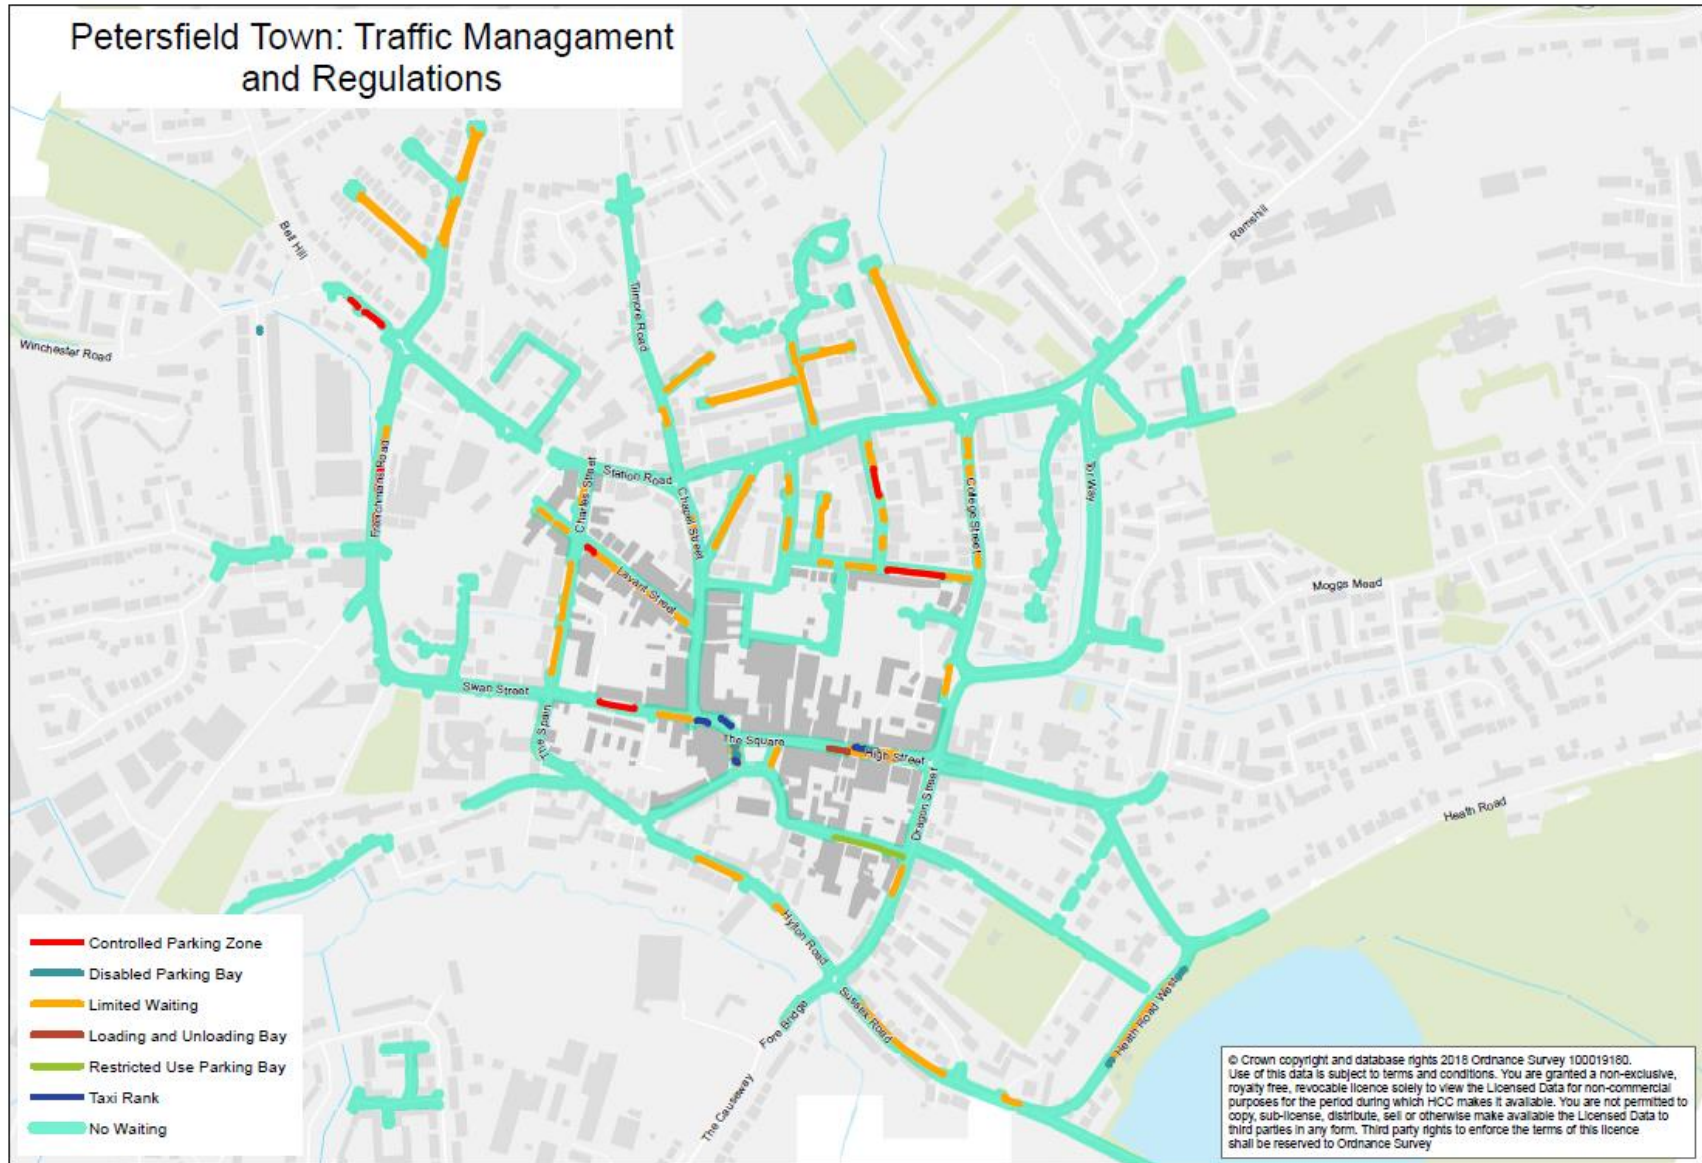 Petersfield Town: Traffic Managament
and Regulations
Bell Hill
Ramshill
Tilmore Road
Winchester Road
Frenchmans Road
Station Road
Charles Street
Chapel Street
College Street
Tor Way
Lavant Street
Moggs Mead
Swan Street
The Spain
The Square
High Street
Dragon Street
Heath Road
Hylton Road
Sussex Road
Heath Road West
Fore Bridge
The Causeway
Controlled Parking Zone
Disabled Parking Bay
Limited Waiting
Loading and Unloading Bay
Restricted Use Parking Bay
Taxi Rank
No Waiting
© Crown copyright and database rights 2018 Ordnance Survey 100019180.
Use of this data is subject to terms and conditions. You are granted a non-exclusive,
royalty free, revocable licence solely to view the Licensed Data for non-commercial
purposes for the period during which HCC makes it available. You are not permitted to
copy, sub-license, distribute, sell or otherwise make available the Licensed Data to
third parties in any form. Third party rights to enforce the terms of this licence
shall be reserved to Ordnance Survey